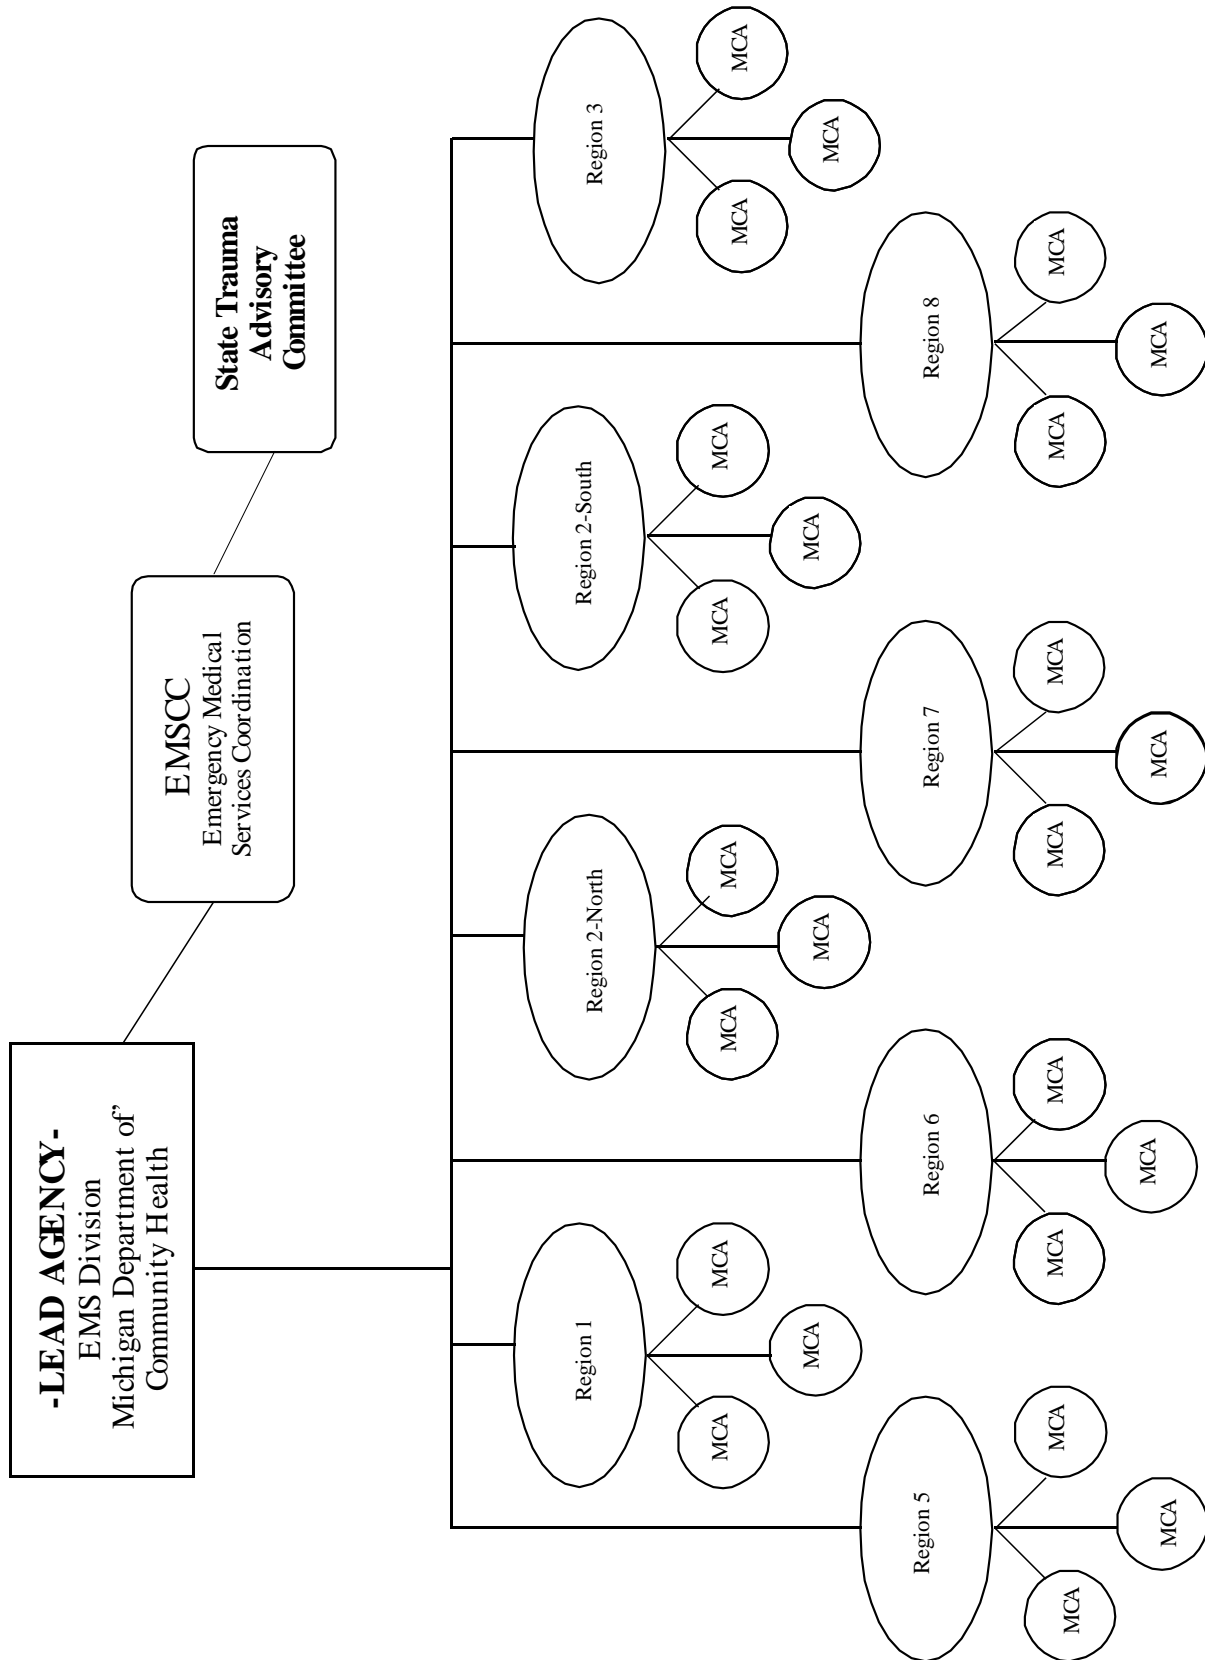 -LEAD AGENCY-
EMS Division
Michigan Department of’
Community Health
EMSCC
Emergency Medical
Services Coordination
State Trauma
Advisory
Committee
Region 1
MCA
MCA
MCA
Region 2-North
MCA
MCA
MCA
Region 2-South
MCA
MCA
MCA
Region 3
MCA
MCA
MCA
Region 5
MCA
MCA
MCA
Region 6
MCA
MCA
MCA
Region 7
MCA
MCA
MCA
Region 8
MCA
MCA
MCA